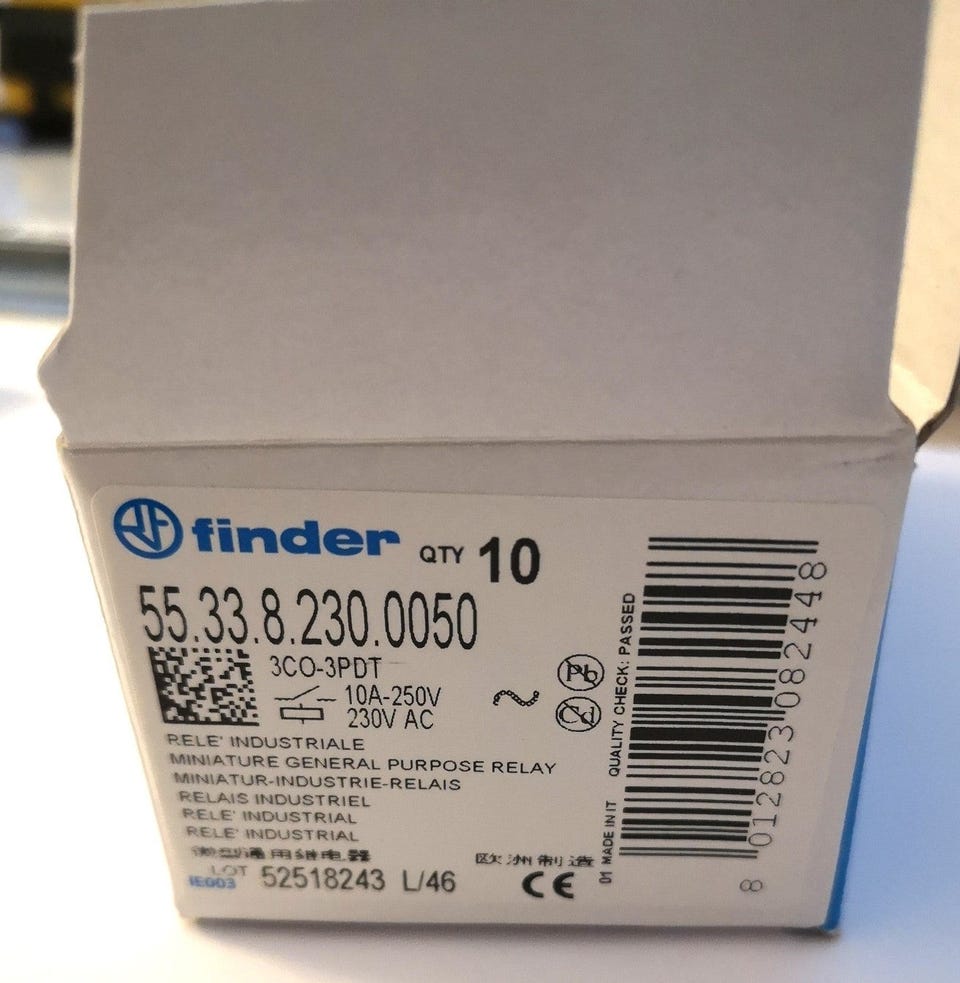 finder QTY 10
55.33.8.230.0050
3CO-3PDT
10A-250V
230V AC
Pb
Cd
RELE' INDUSTRIALE
MINIATURE GENERAL PURPOSE RELAY
MINIATUR-INDUSTRIE-RELAIS
RELAIS INDUSTRIEL
RELE' INDUSTRIAL
RELE' INDUSTRIAL
微型通用继电器
欧洲制造
LOT 52518243 L/46
IE003
CE
01 MADE IN IT
QUALITY CHECK: PASSED
8 012823 082448